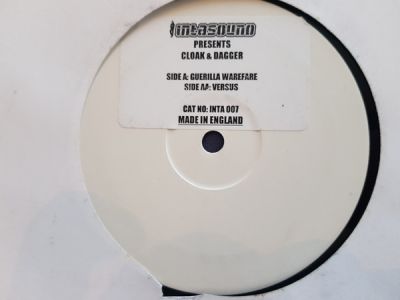 intasound
PRESENTS
CLOAK & DAGGER
SIDE A: GUERILLA WAREFARE
SIDE AA: VERSUS
CAT NO: INTA 007
MADE IN ENGLAND